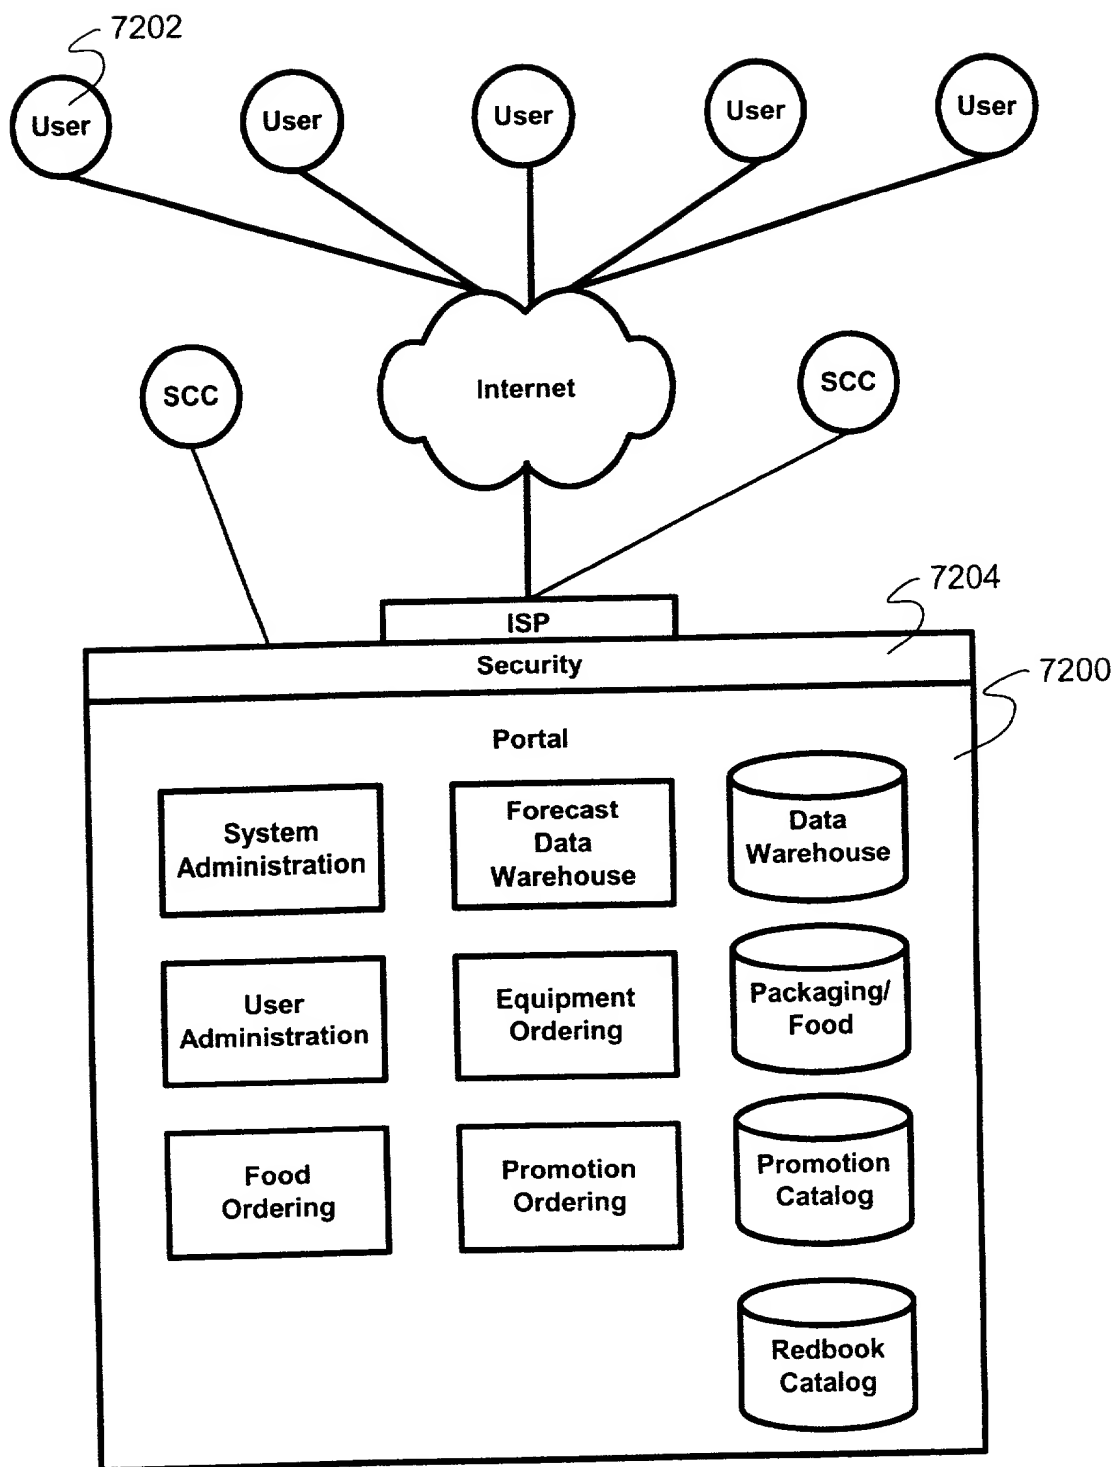 7202
User
User
User
User
User
Internet
SCC
SCC
7204
ISP
Security
7200
Portal
System
Administration
Forecast
Data
Warehouse
Data
Warehouse
User
Administration
Equipment
Ordering
Packaging/
Food
Food
Ordering
Promotion
Ordering
Promotion
Catalog
Redbook
Catalog